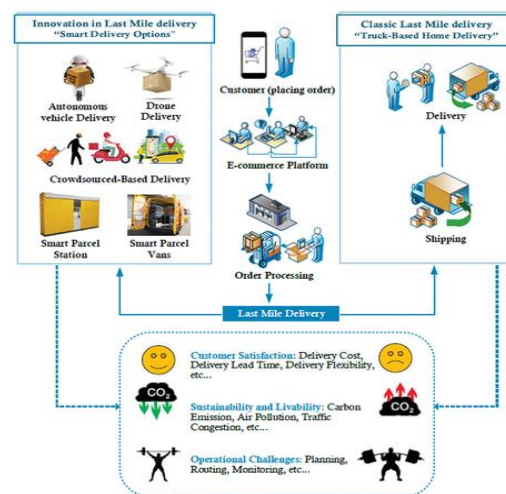 Innovation in Last Mile delivery
“Smart Delivery Options"
Autonomous
vehicle Delivery
Drone
Delivery
Crowdsourced-Based Delivery
Smart Parcel
Station
Smart Parcel
Vans
Customer (placing order)
E-commerce Platform
Order Processing
Last Mile Delivery
Classic Last Mile delivery
“Truck-Based Home Delivery”
Delivery
Shipping
Customer Satisfaction: Delivery Cost,
Delivery Lead Time, Delivery Flexibility,
etc...
CO2
Sustainability and Livability: Carbon
Emission, Air Pollution, Traffic
Congestion, etc...
CO2
Operational Challenges: Planning,
Routing, Monitoring, etc...